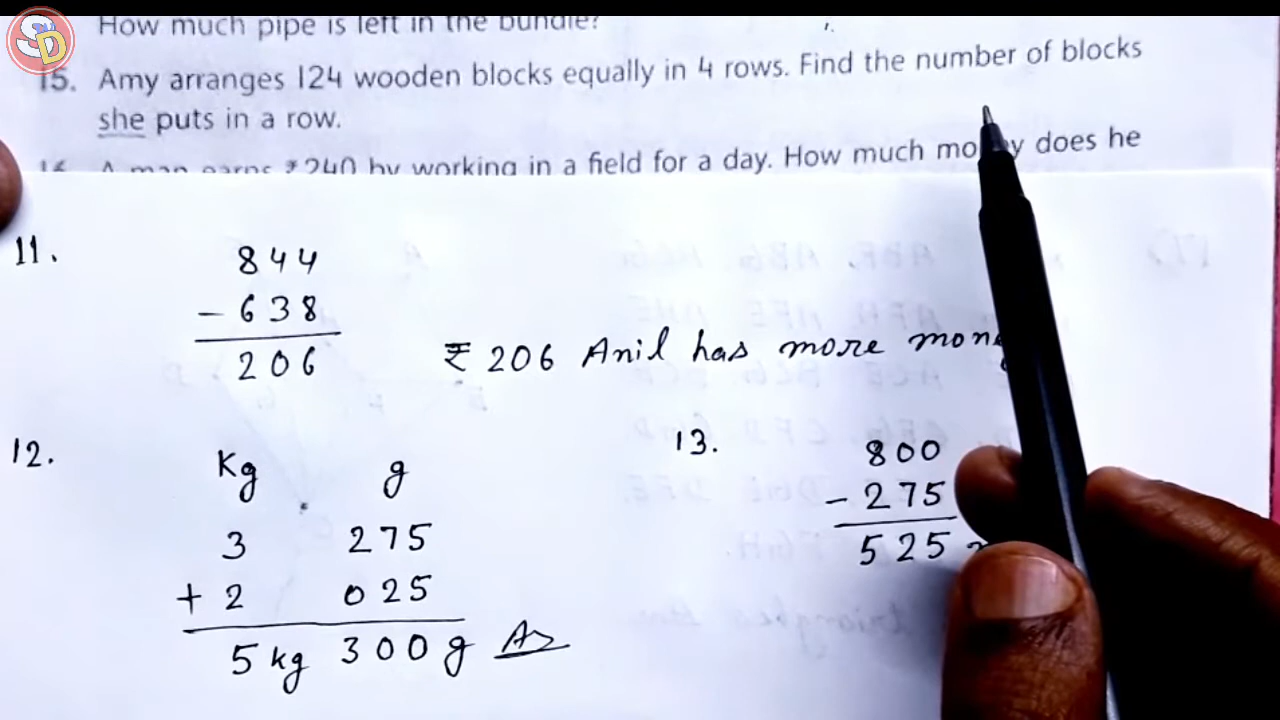 SD
How much pipe is left in the bundle?
15. Amy arranges 124 wooden blocks equally in 4 rows. Find the number of blocks
she puts in a row.
16. A man earns ₹240 by working in a field for a day. How much money does he
11.
844
- 638
206
₹ 206 Anil has more
12.
Kg g
3 275
+ 2 025
5 kg 300 g
13.
800
- 275
525